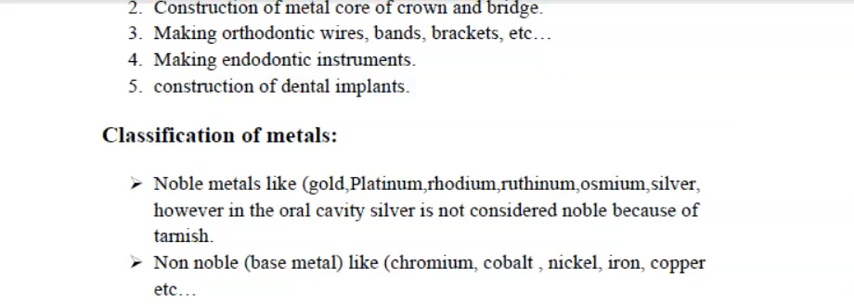 2. Construction of metal core of crown and bridge.
3. Making orthodontic wires, bands, brackets, etc…
4. Making endodontic instruments.
5. construction of dental implants.
Classification of metals:
➢ Noble metals like (gold,Platinum,rhodium,ruthinum,osmium,silver,
however in the oral cavity silver is not considered noble because of
tarnish.
➢ Non noble (base metal) like (chromium, cobalt , nickel, iron, copper
etc…